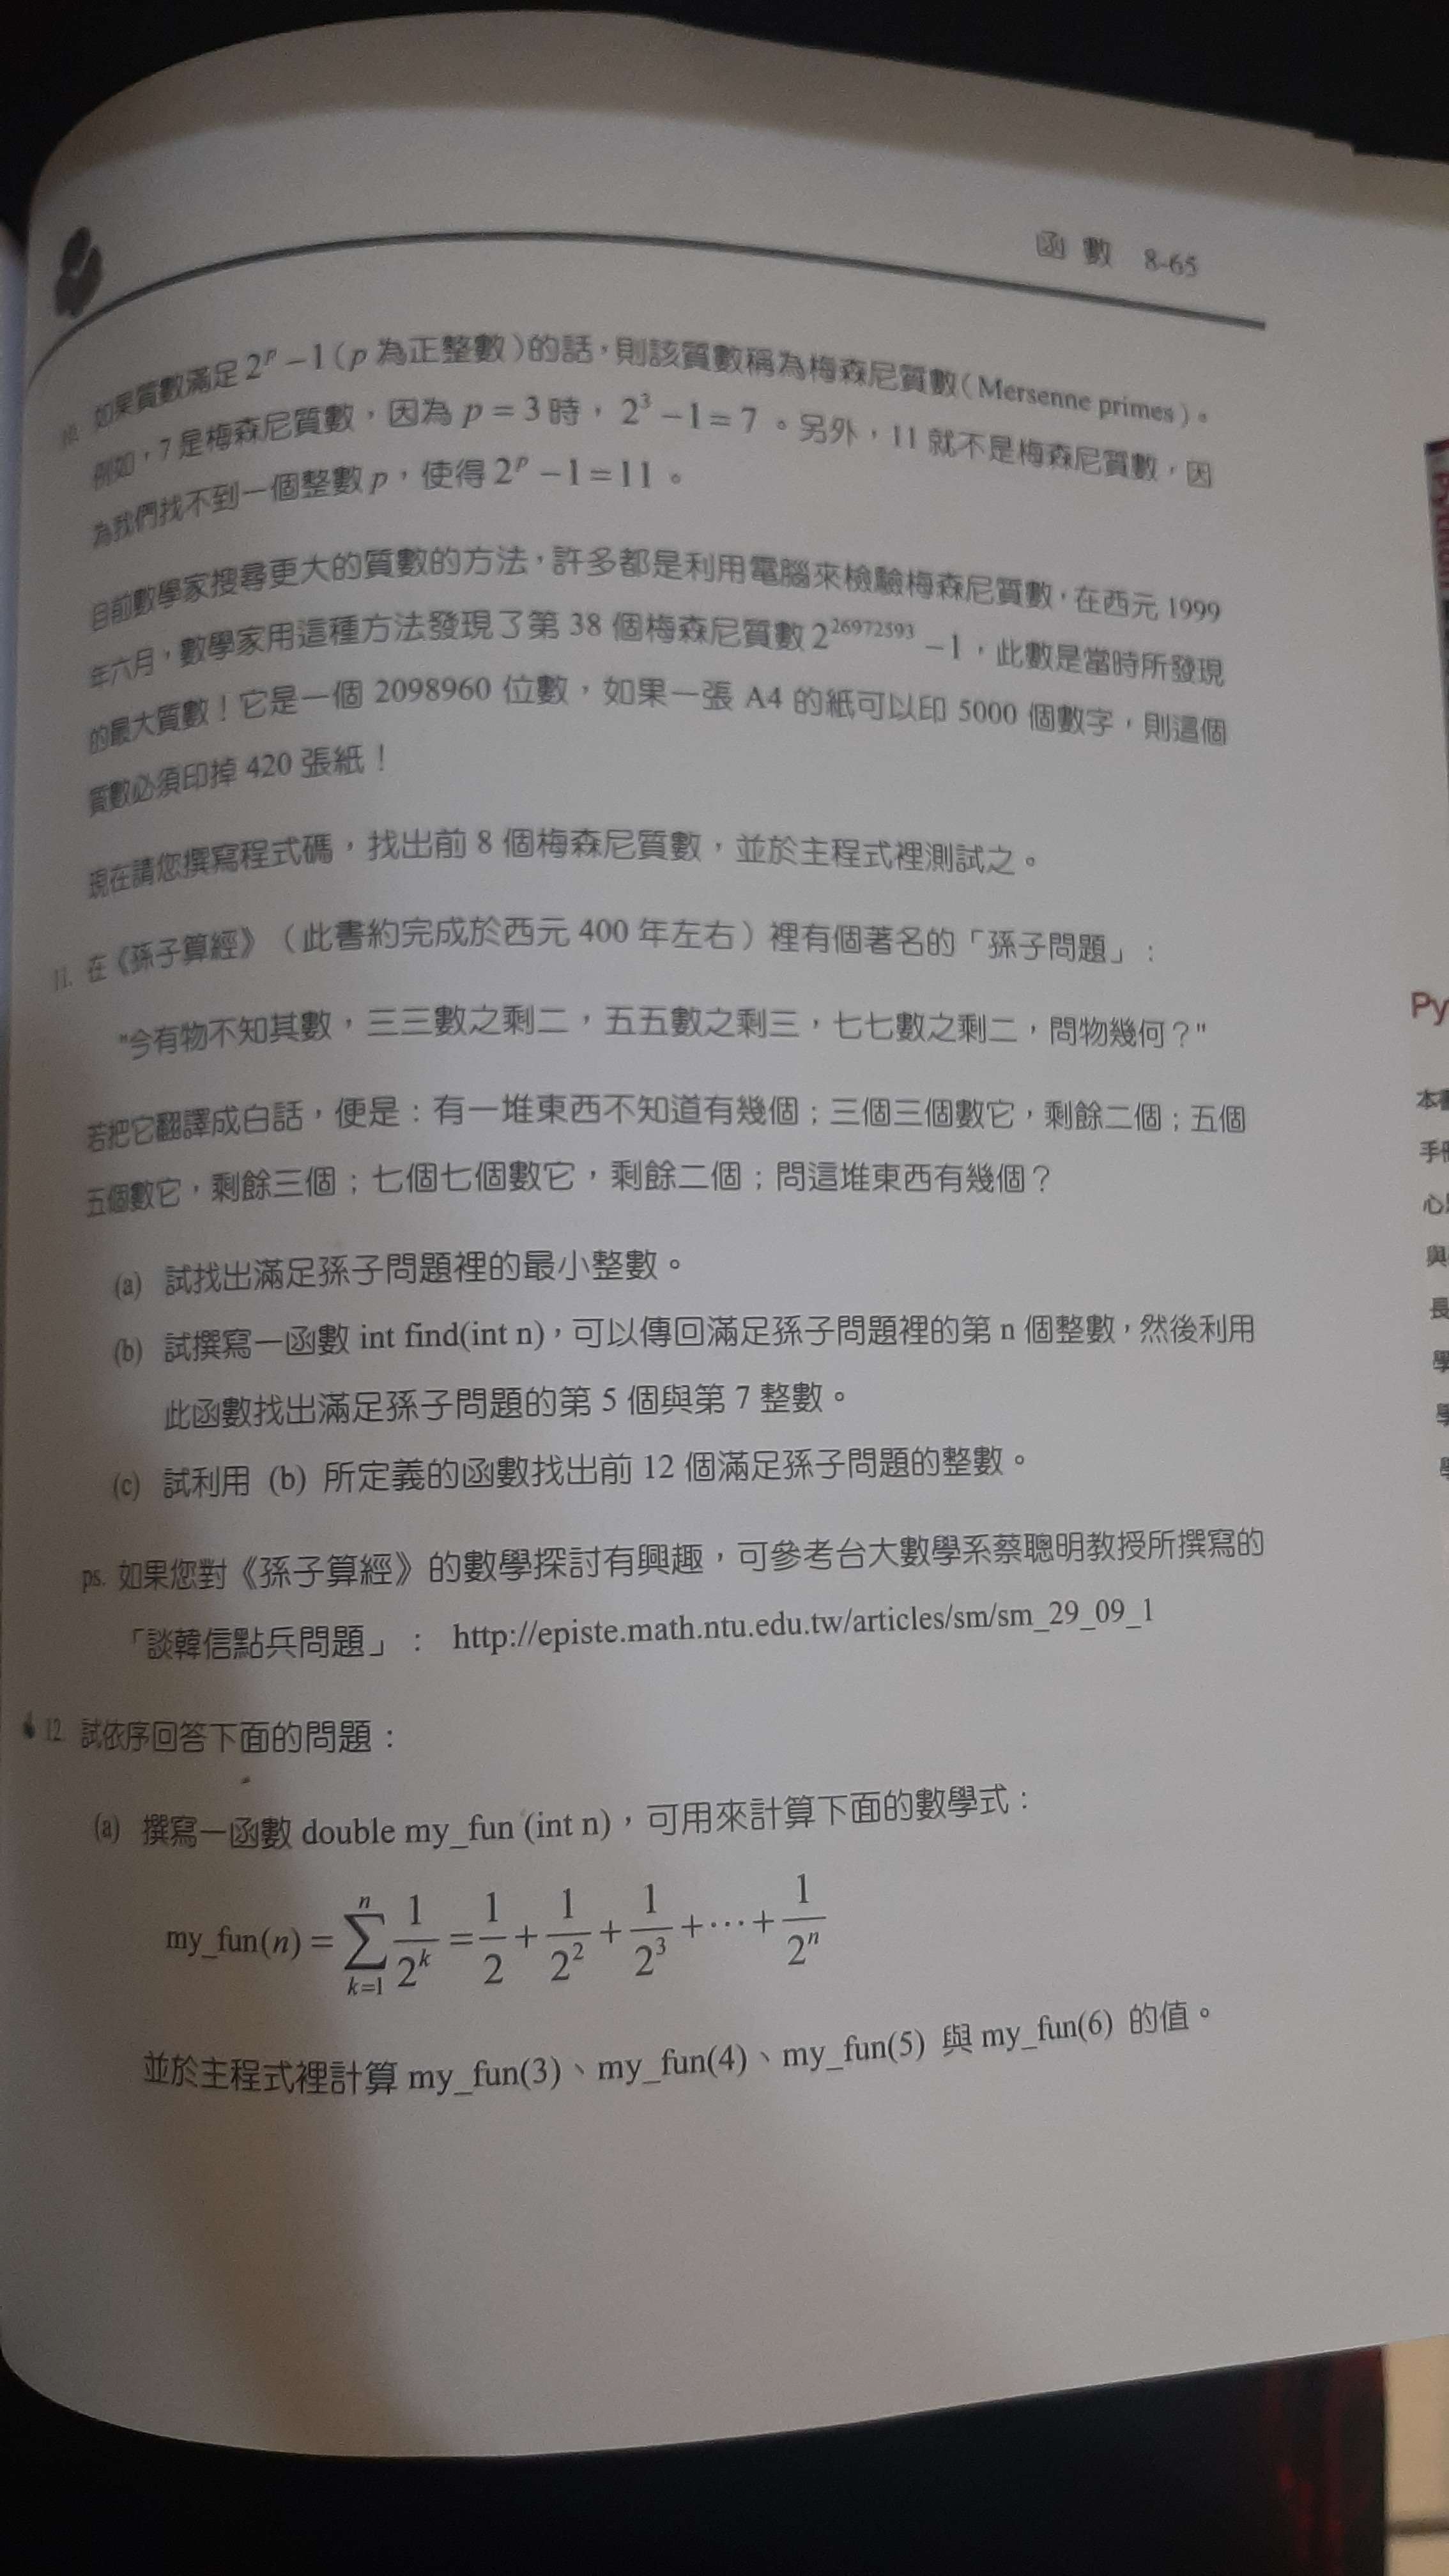 函 數 8-65
10. 如果質數滿足 2^p −1(p 為正整數)的話，則該質數稱為梅森尼質數(Mersenne primes)。
例如，7 是梅森尼質數，因為 p = 3 時，2^3 −1 = 7。另外，11 就不是梅森尼質數，因
為我們找不到一個整數 p，使得 2^p −1 = 11。
目前數學家搜尋更大的質數的方法，許多都是利用電腦來檢驗梅森尼質數，在西元 1999
年六月，數學家用這種方法發現了第 38 個梅森尼質數 2^26972593 −1，此數是當時所發現
的最大質數！它是一個 2098960 位數，如果一張 A4 的紙可以印 5000 個數字，則這個
質數必須印掉 420 張紙！
現在請您撰寫程式碼，找出前 8 個梅森尼質數，並於主程式裡測試之。
11. 在《孫子算經》（此書約完成於西元 400 年左右）裡有個著名的「孫子問題」：
"今有物不知其數，三三數之剩二，五五數之剩三，七七數之剩二，問物幾何？"
若把它翻譯成白話，便是：有一堆東西不知道有幾個；三個三個數它，剩餘二個；五個
五個數它，剩餘三個；七個七個數它，剩餘二個；問這堆東西有幾個？
(a) 試找出滿足孫子問題裡的最小整數。
(b) 試撰寫一函數 int find(int n)，可以傳回滿足孫子問題裡的第 n 個整數，然後利用
此函數找出滿足孫子問題的第 5 個與第 7 整數。
(c) 試利用 (b) 所定義的函數找出前 12 個滿足孫子問題的整數。
ps. 如果您對《孫子算經》的數學探討有興趣，可參考台大數學系蔡聰明教授所撰寫的
「談韓信點兵問題」： http://episte.math.ntu.edu.tw/articles/sm/sm_29_09_1
12. 試依序回答下面的問題：
(a) 撰寫一函數 double my_fun (int n)，可用來計算下面的數學式：
my_fun(n) = ∑_{k=1}^{n} 1/2^k = 1/2 + 1/2^2 + 1/2^3 + ⋯ + 1/2^n
並於主程式裡計算 my_fun(3)、my_fun(4)、my_fun(5) 與 my_fun(6) 的值。
Py
本
手
心
與
長
學